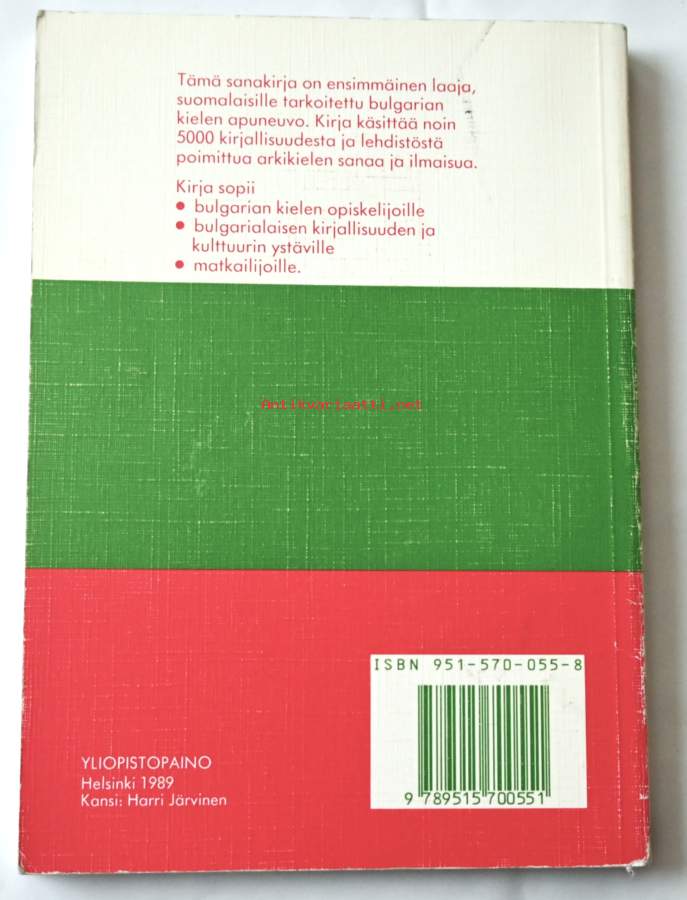 Tämä sanakirja on ensimmäinen laaja,
suomalaisille tarkoitettu bulgarian
kielen apuneuvo. Kirja käsittää noin
5000 kirjallisuudesta ja lehdistöstä
poimittua arkikielen sanaa ja ilmaisua.
Kirja sopii
• bulgarian kielen opiskelijoille
• bulgarialaisen kirjallisuuden ja
kulttuurin ystäville
• matkailijoille.
Antikvariaatti.net
ISBN 951-570-055-8
9 789515 700551
YLIOPISTOPAINO
Helsinki 1989
Kansi: Harri Järvinen